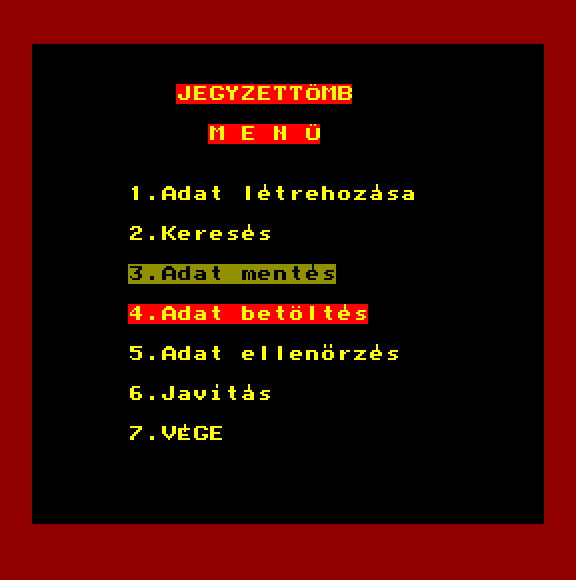 JEGYZETTÖMB
M E N Ü
1.Adat létrehozása
2.Keresés
3.Adat mentés
4.Adat betöltés
5.Adat ellenörzés
6.Javitás
7.VÉGE